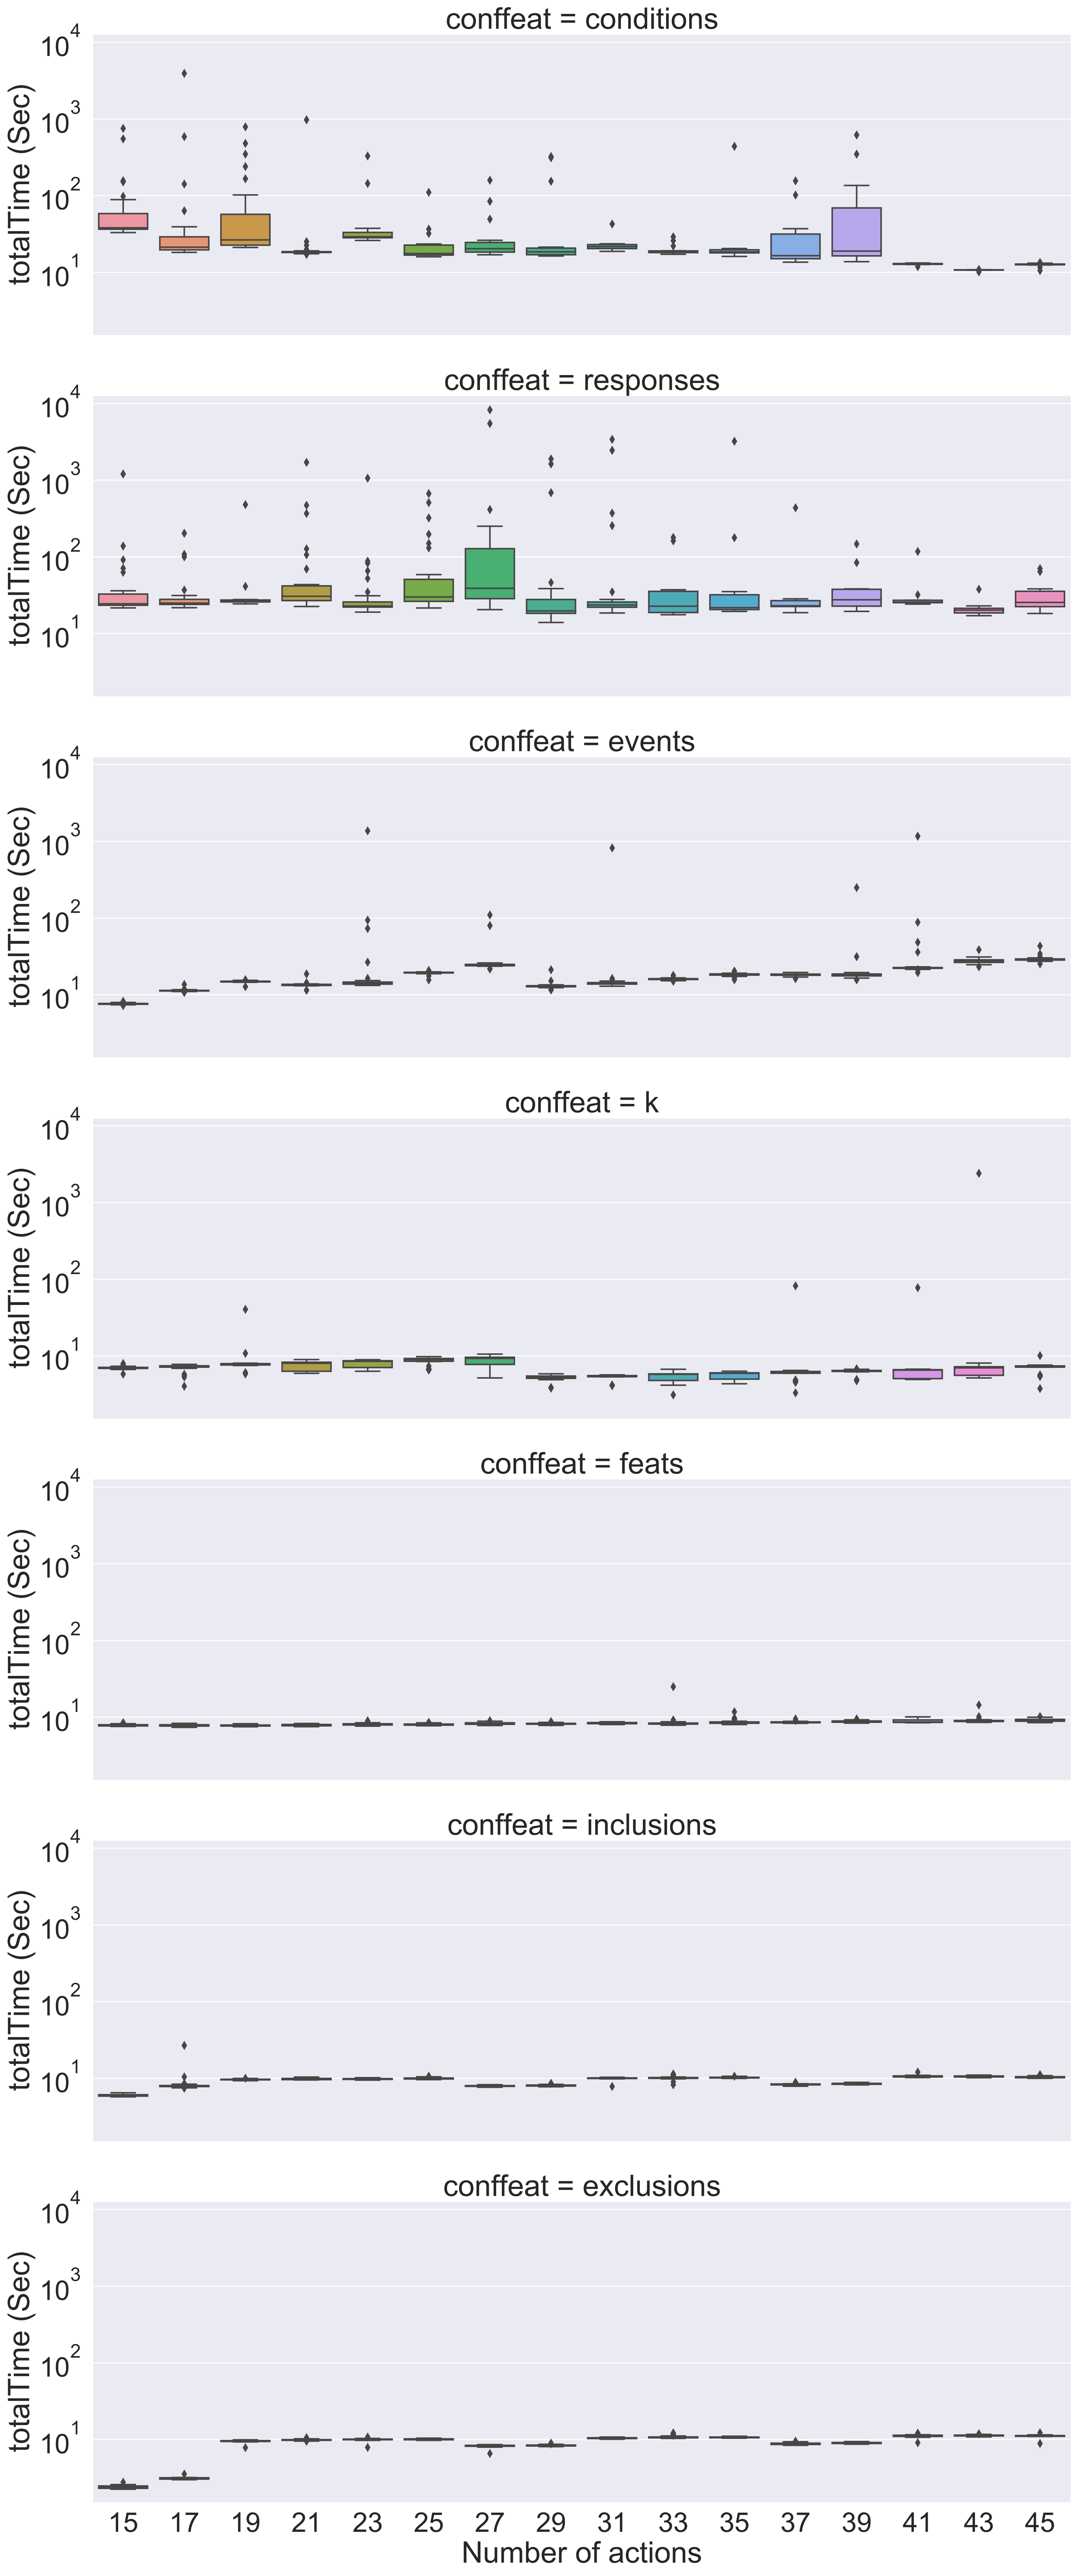 conffeat = conditions
10^4
10^3
10^2
10^1
totalTime (Sec)
conffeat = responses
10^4
10^3
10^2
10^1
totalTime (Sec)
conffeat = events
10^4
10^3
10^2
10^1
totalTime (Sec)
conffeat = k
10^4
10^3
10^2
10^1
totalTime (Sec)
conffeat = feats
10^4
10^3
10^2
10^1
totalTime (Sec)
conffeat = inclusions
10^4
10^3
10^2
10^1
totalTime (Sec)
conffeat = exclusions
10^4
10^3
10^2
10^1
totalTime (Sec)
15 17 19 21 23 25 27 29 31 33 35 37 39 41 43 45
Number of actions